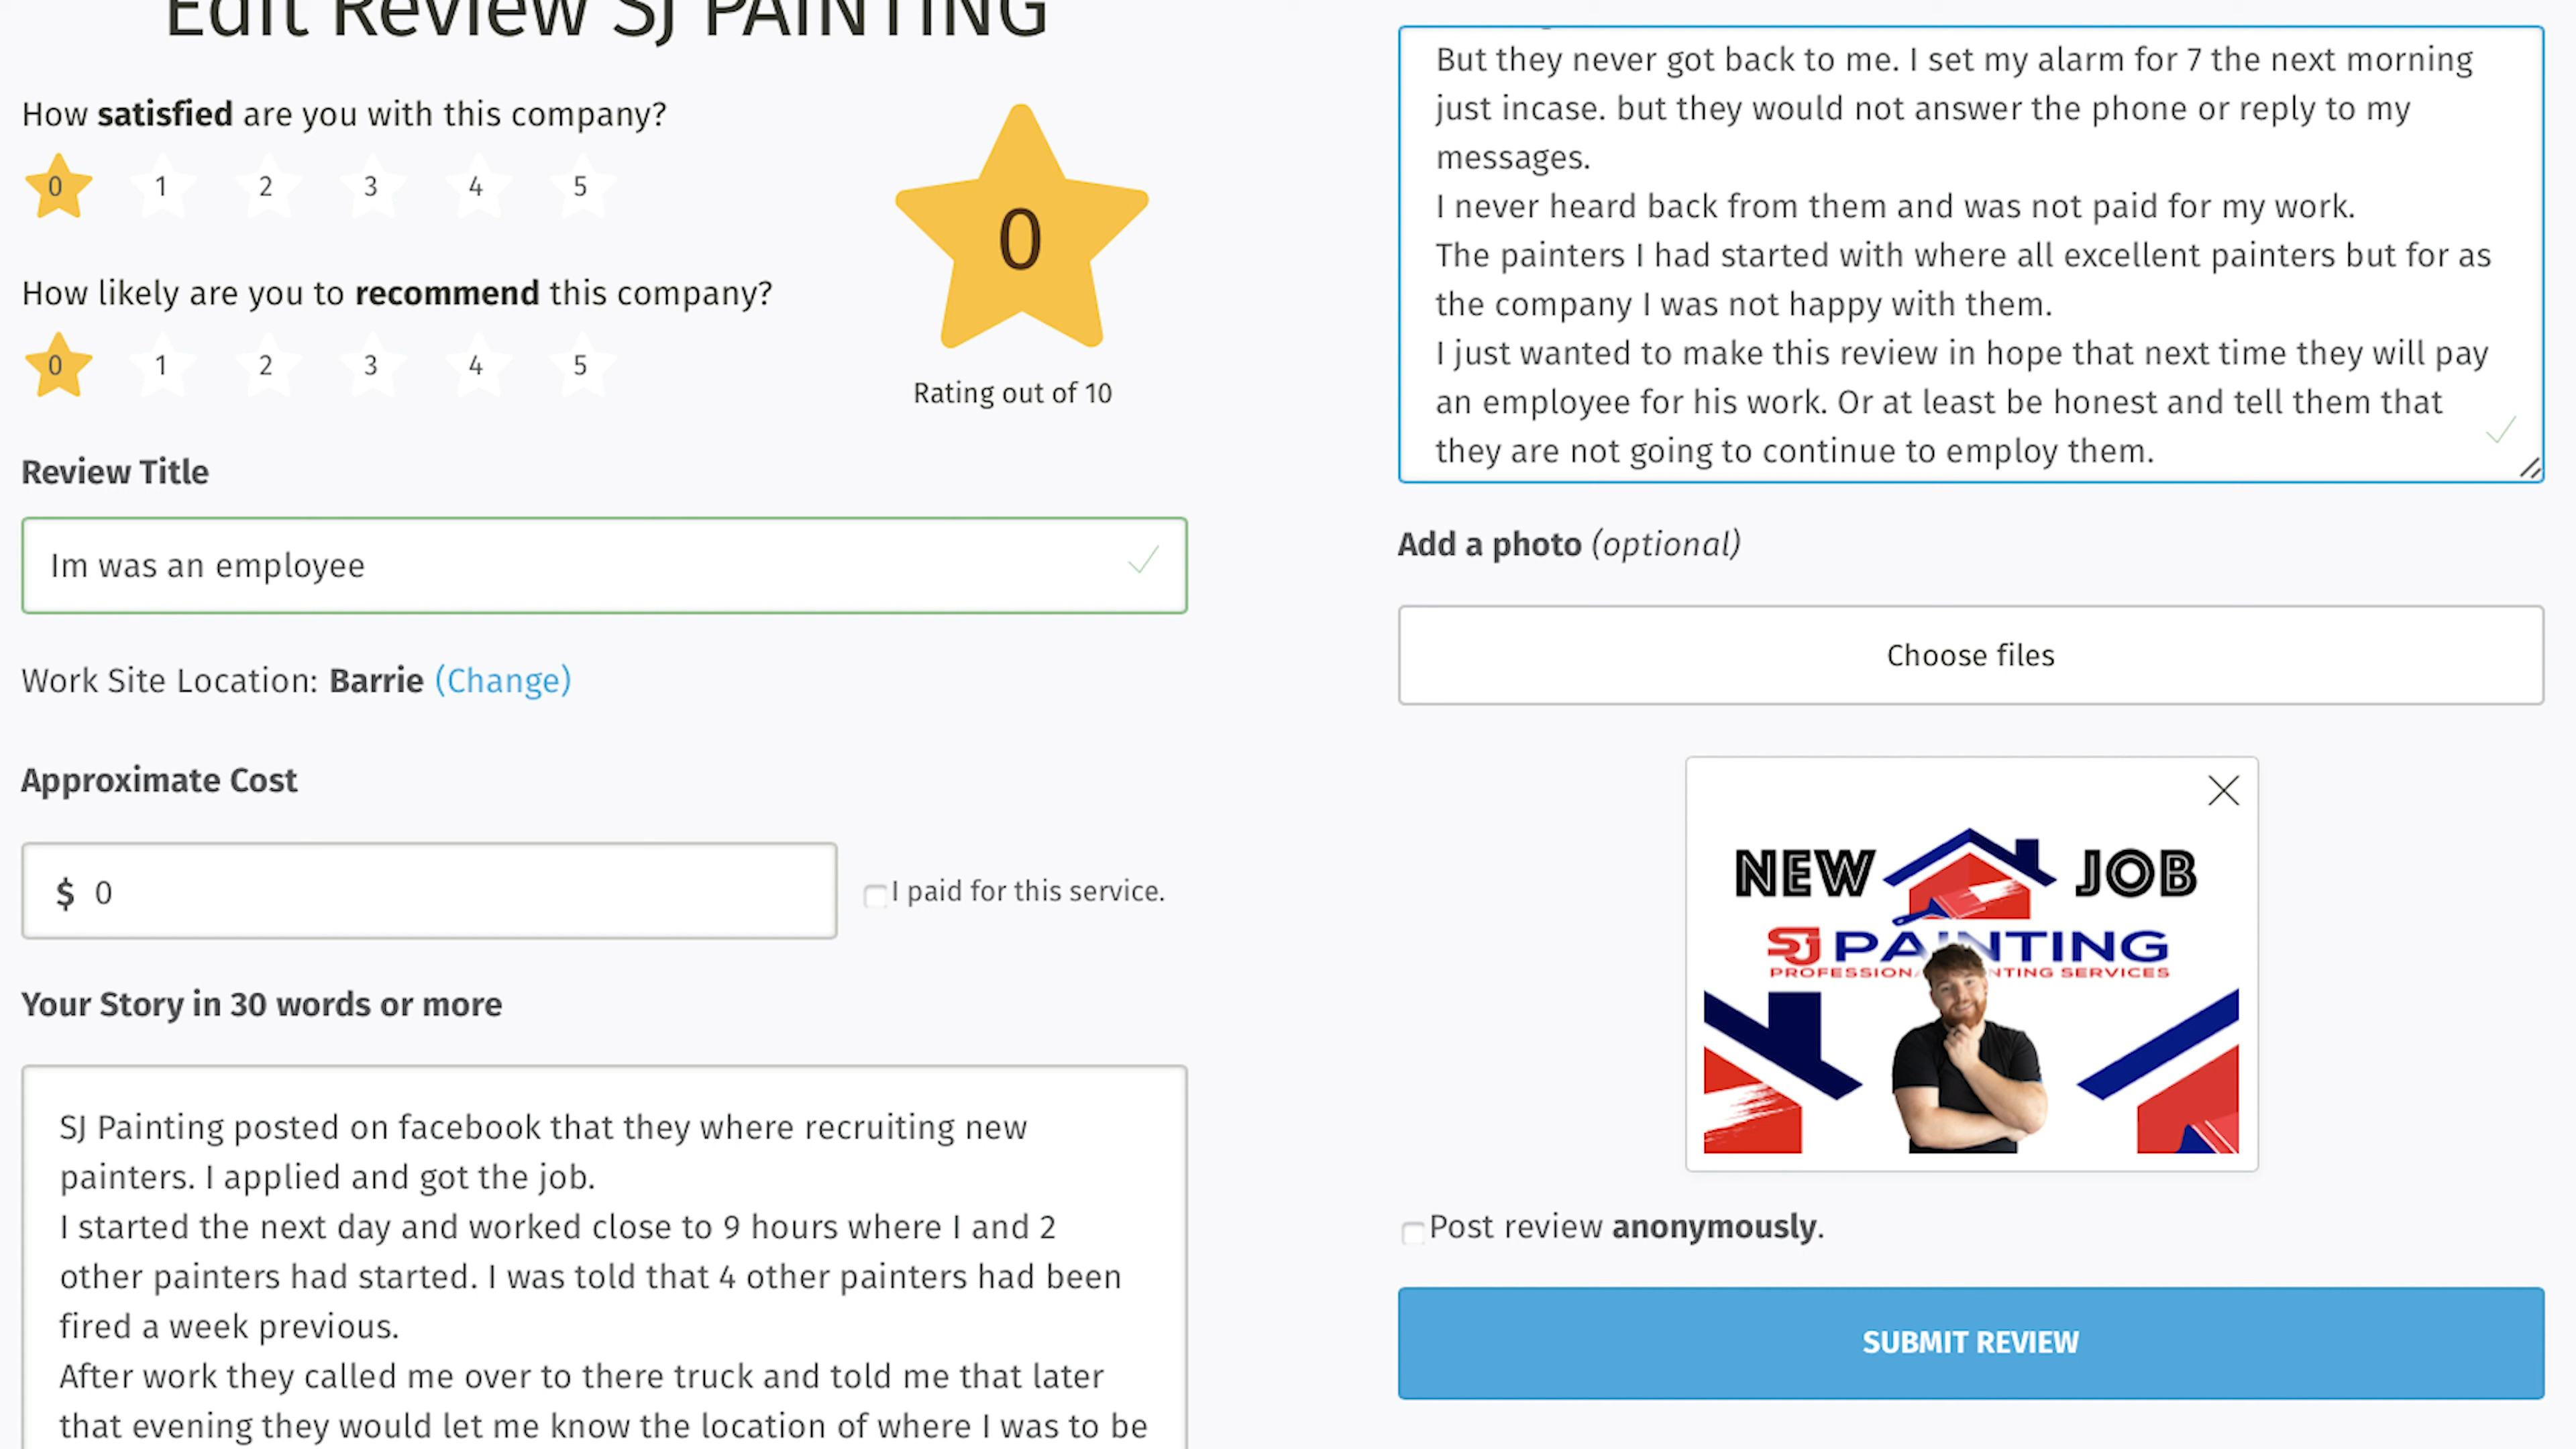 Edit Review SJ PAINTING
How satisfied are you with this company?
0 1 2 3 4 5
How likely are you to recommend this company?
0 1 2 3 4 5
0
Rating out of 10
Review Title
Im was an employee
Work Site Location: Barrie (Change)
Approximate Cost
$ 0
I paid for this service.
Your Story in 30 words or more
SJ Painting posted on facebook that they where recruiting new
painters. I applied and got the job.
I started the next day and worked close to 9 hours where I and 2
other painters had started. I was told that 4 other painters had been
fired a week previous.
After work they called me over to there truck and told me that later
that evening they would let me know the location of where I was to be
But they never got back to me. I set my alarm for 7 the next morning
just incase. but they would not answer the phone or reply to my
messages.
I never heard back from them and was not paid for my work.
The painters I had started with where all excellent painters but for as
the company I was not happy with them.
I just wanted to make this review in hope that next time they will pay
an employee for his work. Or at least be honest and tell them that
they are not going to continue to employ them.
Add a photo (optional)
Choose files
NEW JOB
SJ PAINTING
PROFESSIONAL PAINTING SERVICES
Post review anonymously.
SUBMIT REVIEW